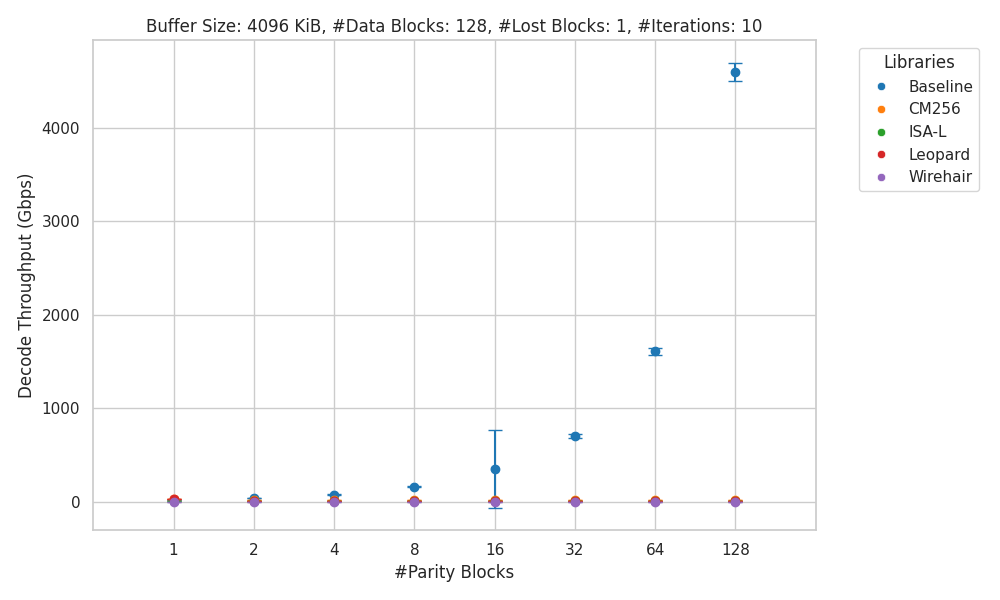 Buffer Size: 4096 KiB, #Data Blocks: 128, #Lost Blocks: 1, #Iterations: 10
Libraries
Baseline
CM256
ISA-L
Leopard
Wirehair
Decode Throughput (Gbps)
4000
3000
2000
1000
0
1 2 4 8 16 32 64 128
#Parity Blocks